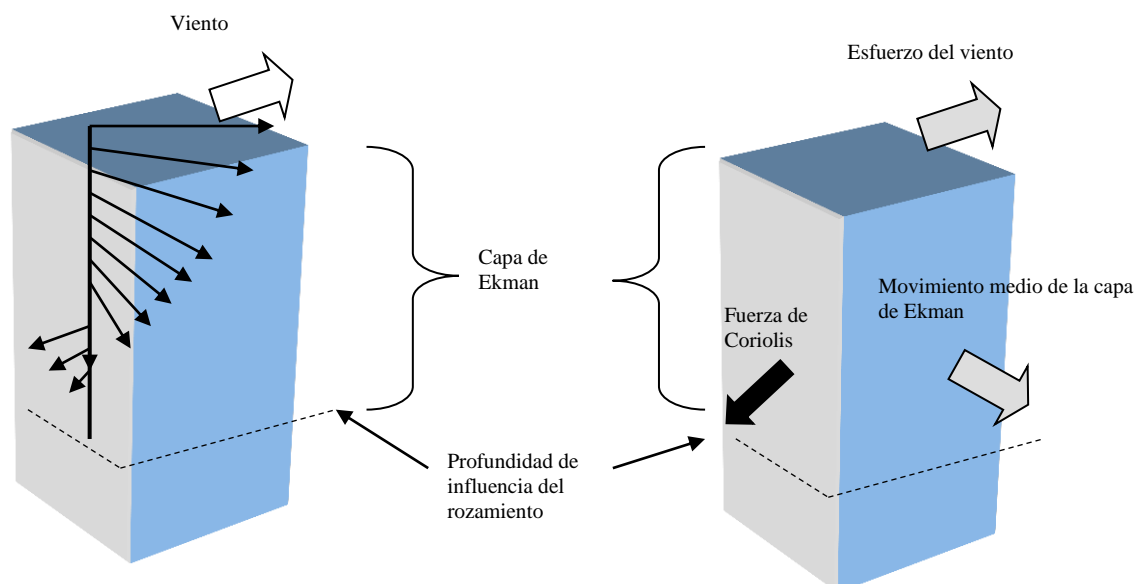 Viento
Esfuerzo del viento
Capa de
Ekman
Movimiento medio de la capa
de Ekman
Fuerza de
Coriolis
Profundidad de
influencia del
rozamiento